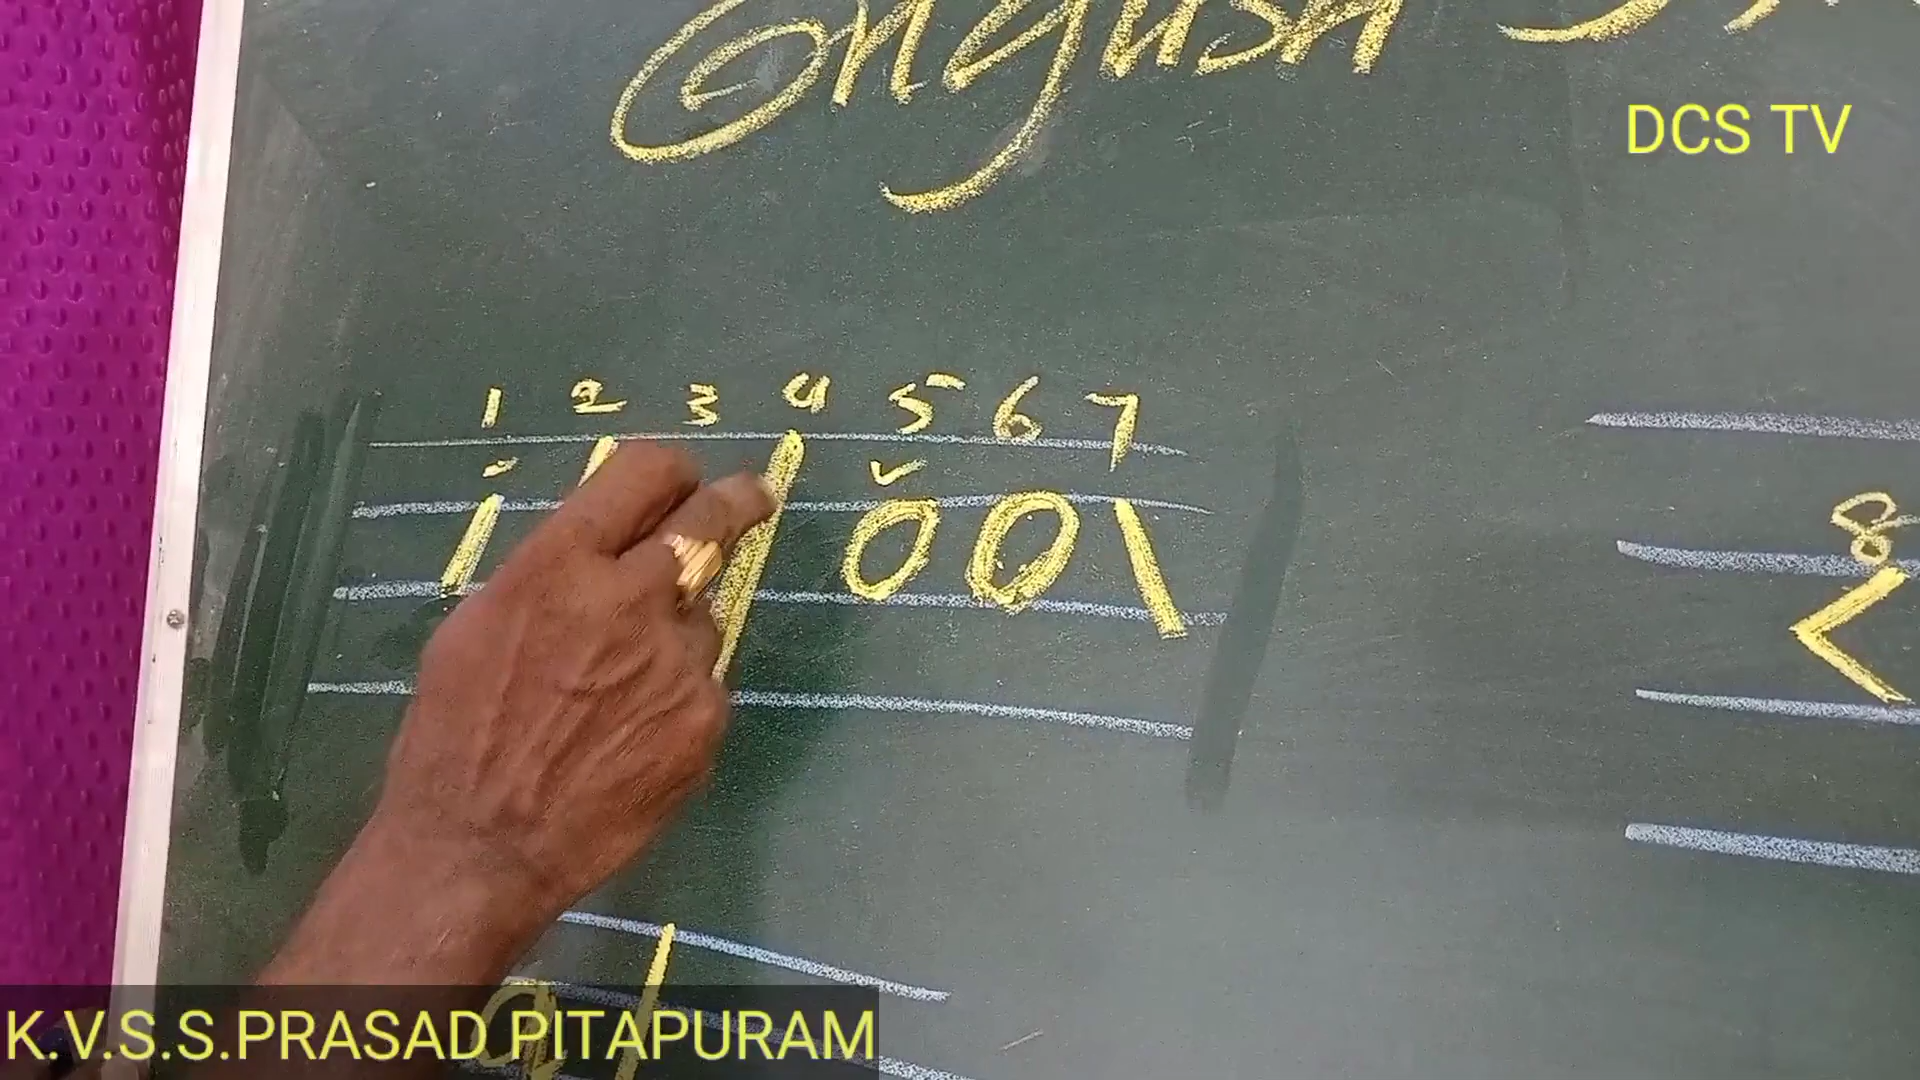 English
DCS TV
1 2 3 4 5 6 7
8
K.V.S.S.PRASAD PITAPURAM